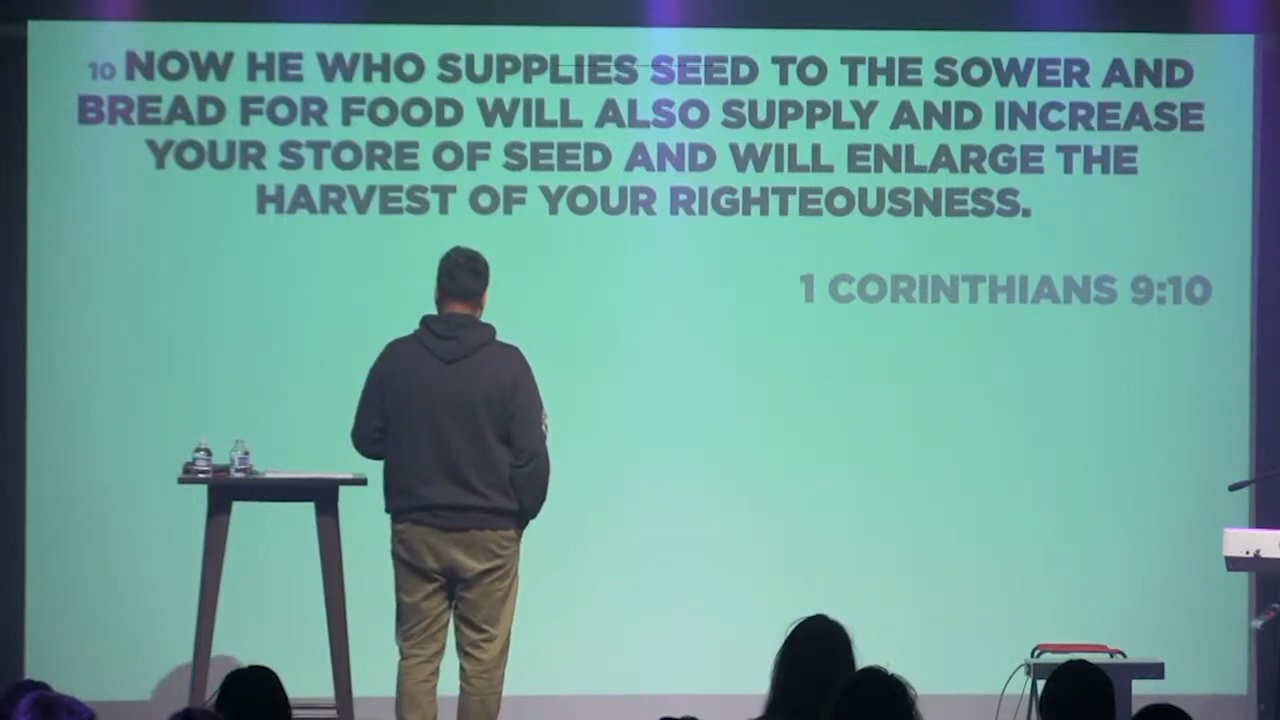 10 NOW HE WHO SUPPLIES SEED TO THE SOWER AND
BREAD FOR FOOD WILL ALSO SUPPLY AND INCREASE
YOUR STORE OF SEED AND WILL ENLARGE THE
HARVEST OF YOUR RIGHTEOUSNESS.
1 CORINTHIANS 9:10